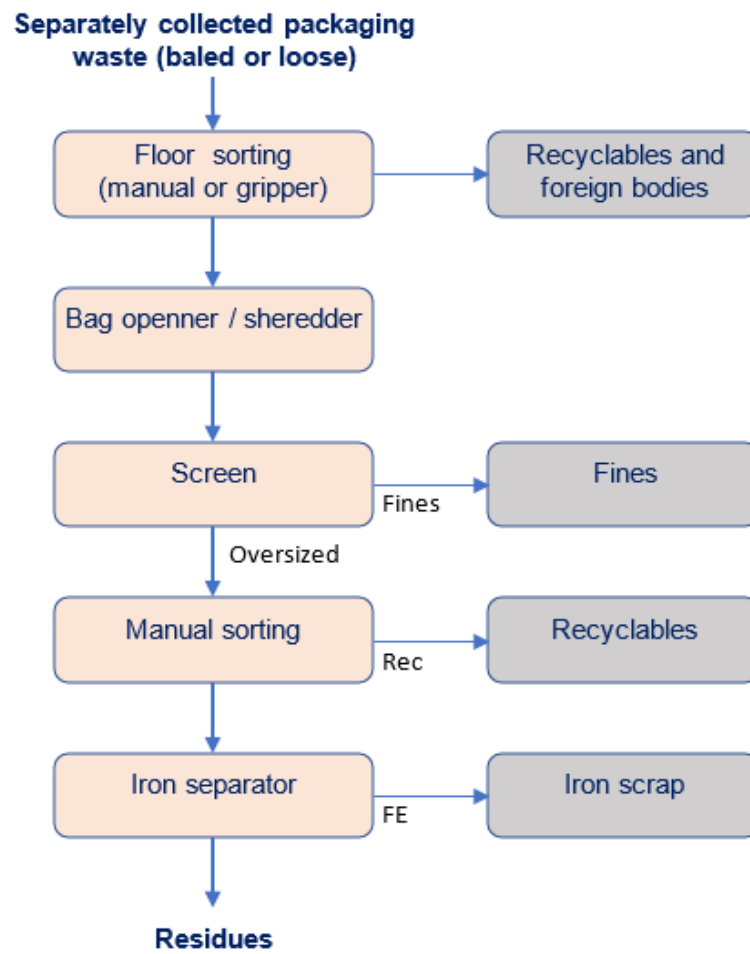 Separately collected packaging
waste (baled or loose)
Floor sorting
(manual or gripper)
Recyclables and
foreign bodies
Bag openner / sheredder
Screen
Fines
Fines
Oversized
Manual sorting
Rec
Recyclables
Iron separator
FE
Iron scrap
Residues